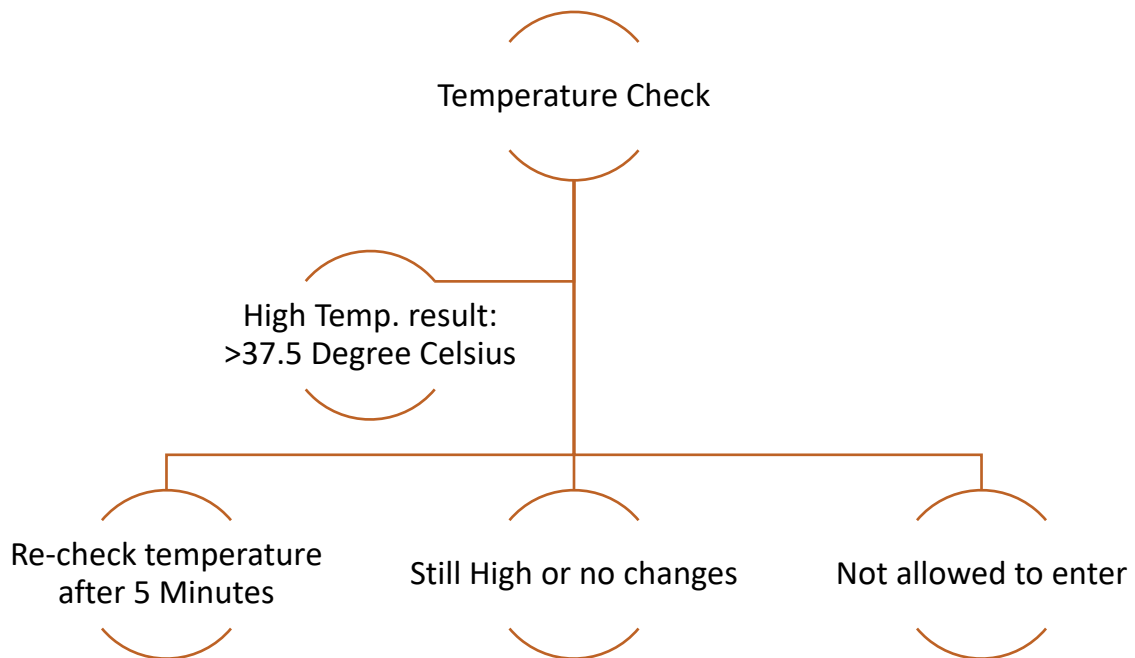 Temperature Check
High Temp. result:
>37.5 Degree Celsius
Re-check temperature
after 5 Minutes
Still High or no changes
Not allowed to enter